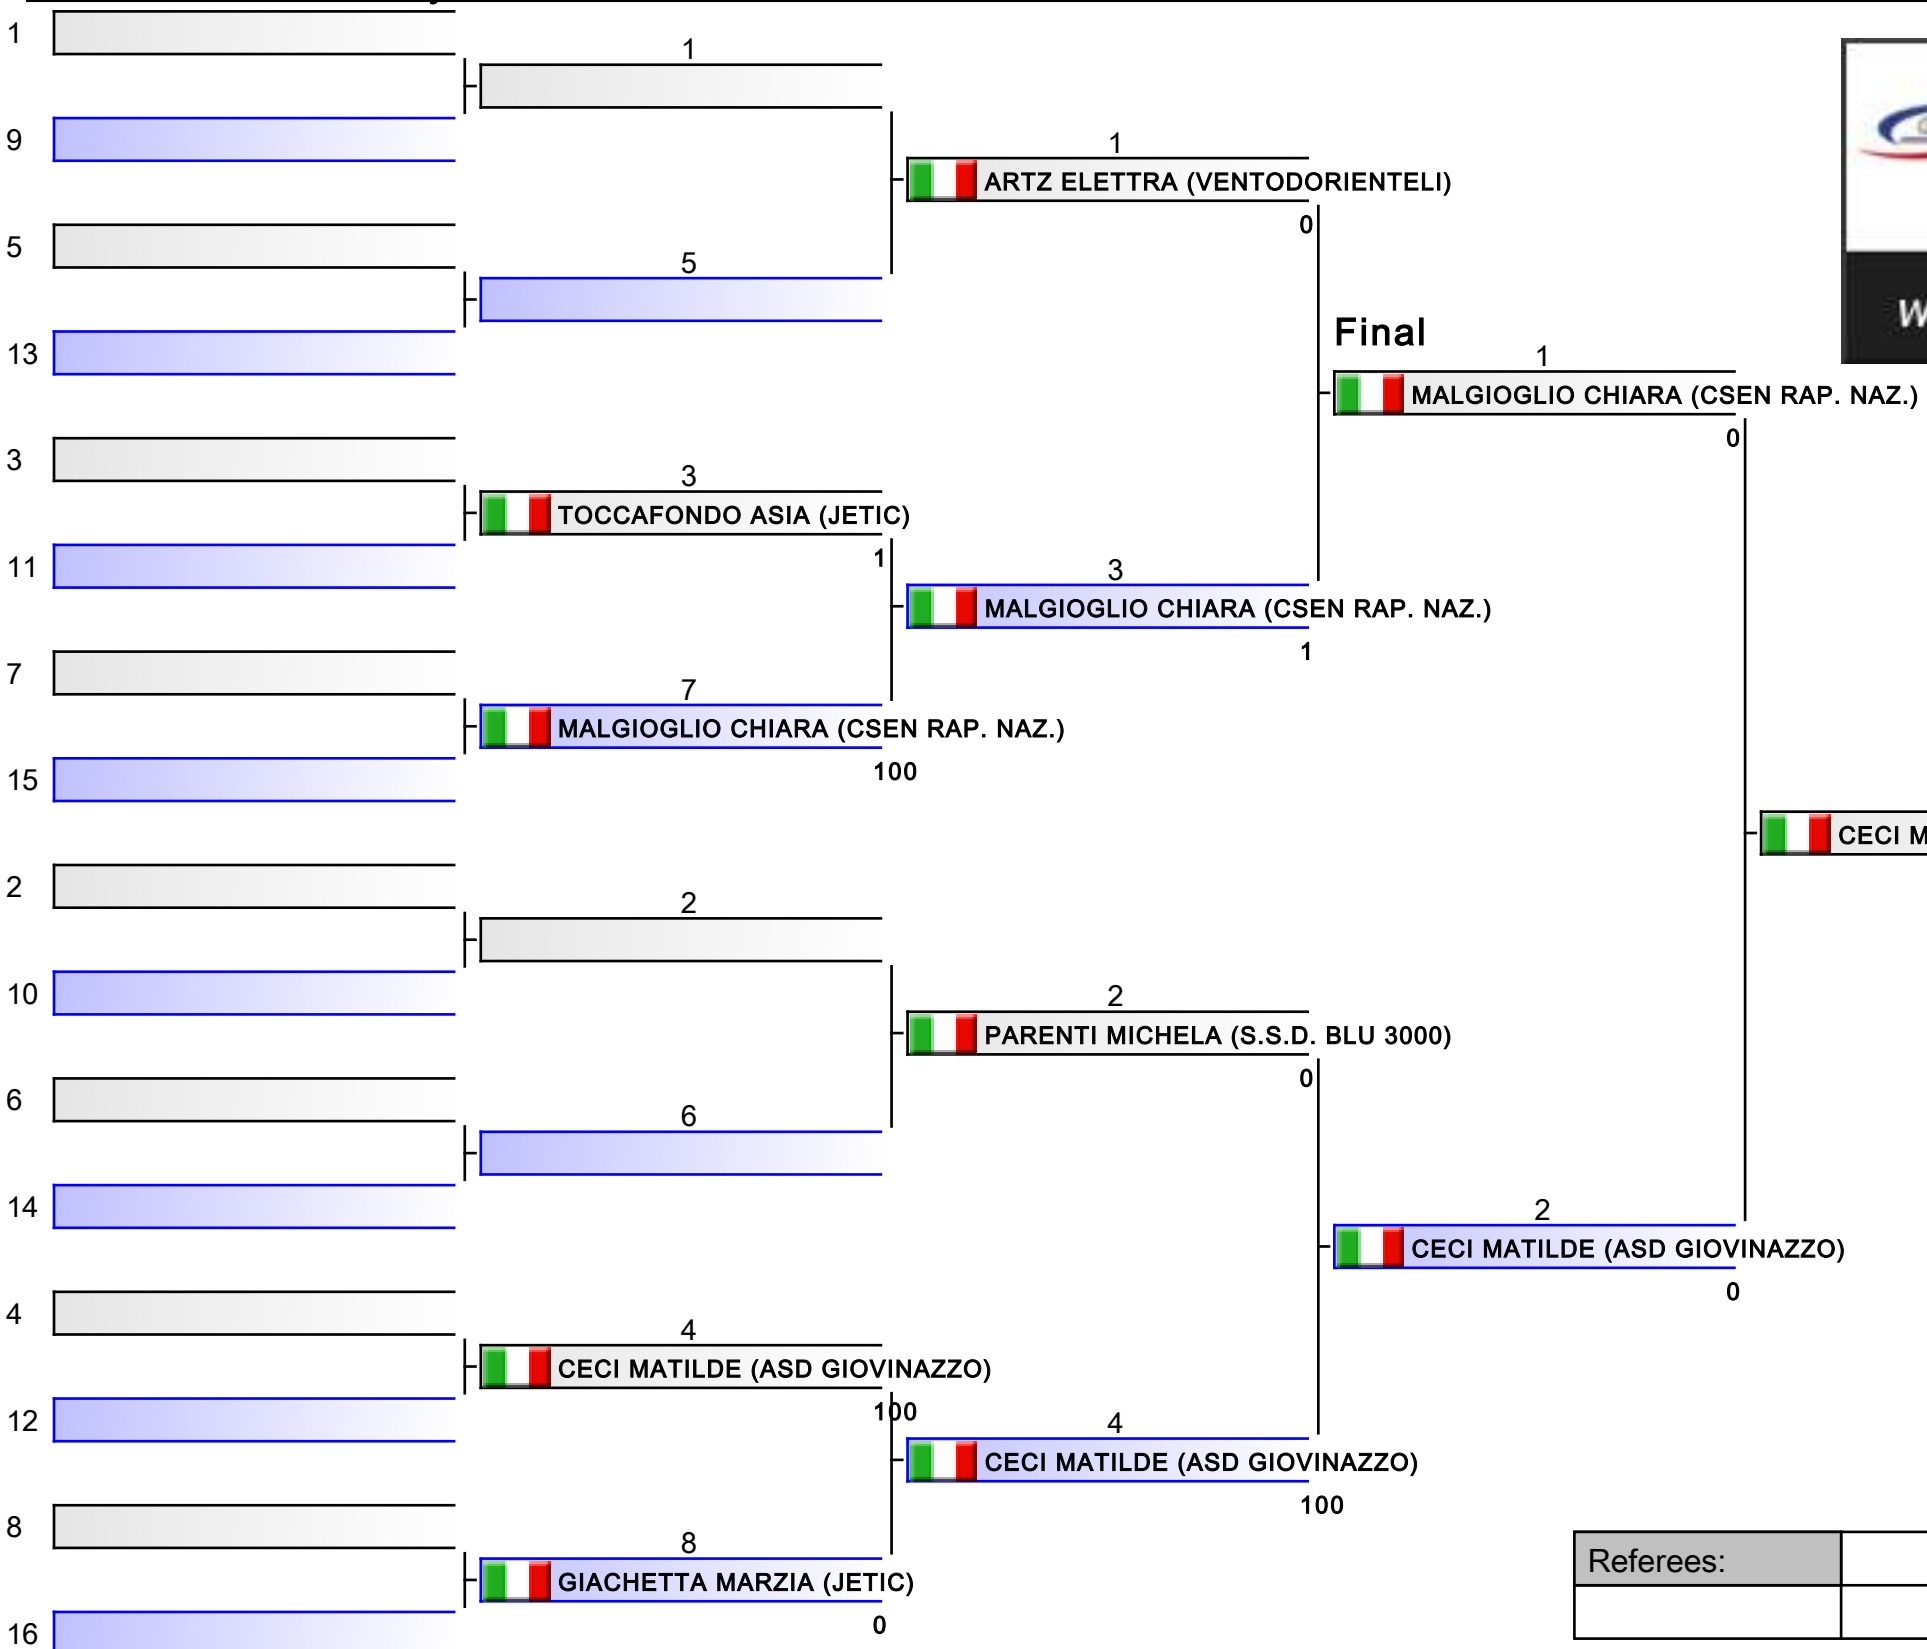 1
1
9
1
ARTZ ELETTRA (VENTODORIENTELI)
0
5
5
13
Final
1
MALGIOGLIO CHIARA (CSEN RAP. NAZ.)
0
W
3
3
TOCCAFONDO ASIA (JETIC)
1
11
3
MALGIOGLIO CHIARA (CSEN RAP. NAZ.)
1
7
7
MALGIOGLIO CHIARA (CSEN RAP. NAZ.)
100
15
CECI M
2
2
10
2
PARENTI MICHELA (S.S.D. BLU 3000)
0
6
6
14
2
CECI MATILDE (ASD GIOVINAZZO)
0
4
4
CECI MATILDE (ASD GIOVINAZZO)
100
12
4
CECI MATILDE (ASD GIOVINAZZO)
100
8
8
GIACHETTA MARZIA (JETIC)
0
16
Referees: